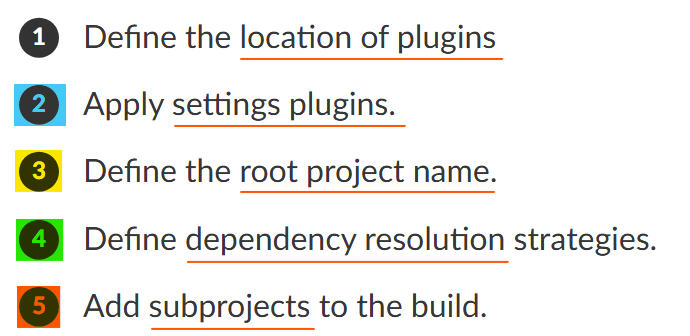 1 Define the location of plugins
2 Apply settings plugins.
3 Define the root project name.
4 Define dependency resolution strategies.
5 Add subprojects to the build.